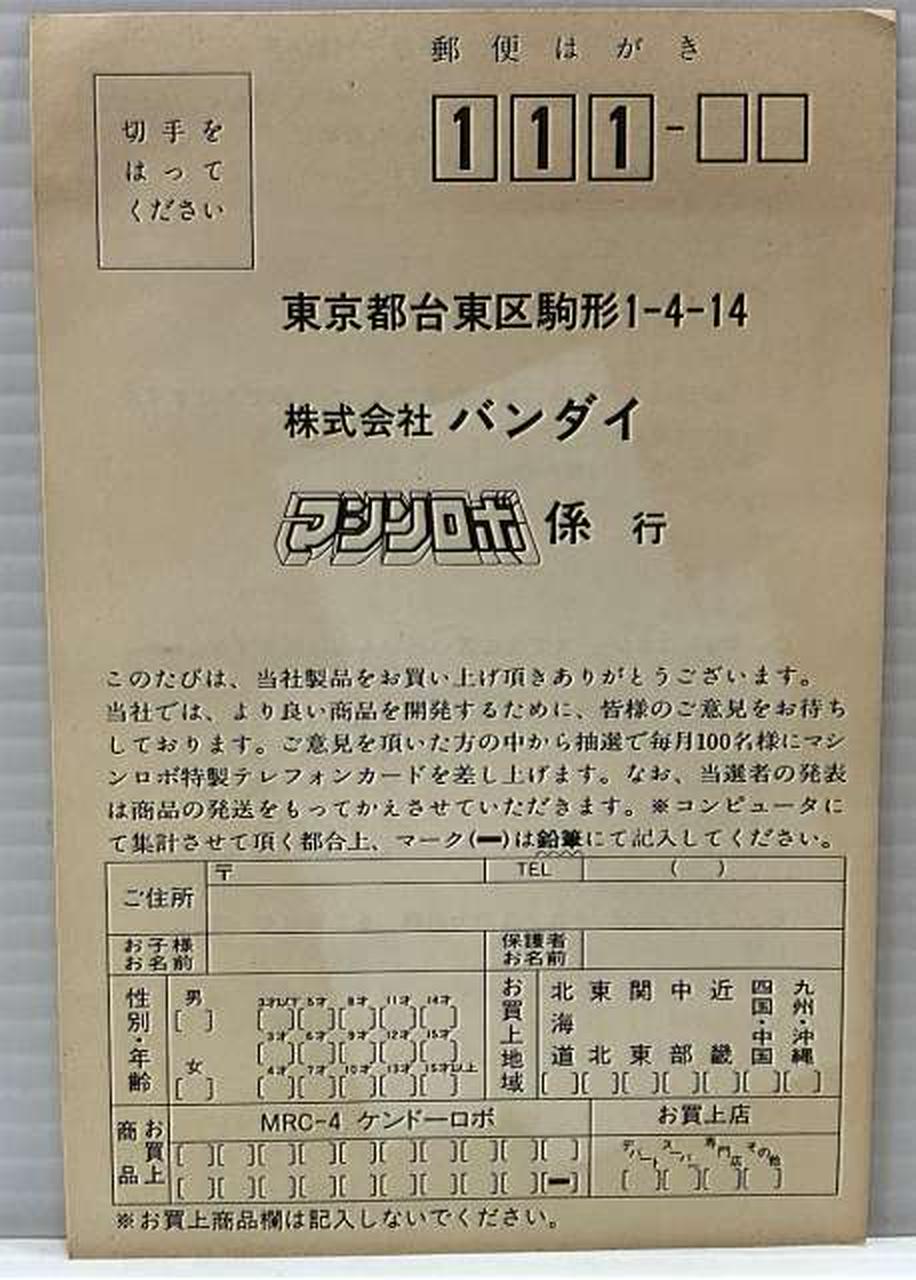 郵便はがき
切手を
はって
ください
111-
東京都台東区駒形1-4-14
株式会社 バンダイ
マシンロボ 係 行
このたびは、当社製品をお買い上げ頂きありがとうございます。
当社では、より良い商品を開発するために、皆様のご意見をお待ち
しております。ご意見を頂いた方の中から抽選で毎月100名様にマシ
ンロボ特製テレフォンカードを差し上げます。なお、当選者の発表
は商品の発送をもってかえさせていただきます。※コンピュータに
て集計させて頂く都合上、マーク(━)は鉛筆にて記入してください。
ご住所 〒 TEL ( )
お子様お名前 保護者お名前
性別・年齢
男 [ ]
女 [ ]
3才以下 5才 8才 11才 14才
[ ][ ][ ][ ][ ]
3才 6才 9才 12才 15才
[ ][ ][ ][ ][ ]
4才 7才 10才 13才 15才以上
[ ][ ][ ][ ][ ]
お買上地域
北海道 東北 関東 中部 近畿 四国・中国 九州・沖縄
[ ][ ][ ][ ][ ][ ][ ]
お買上商品
MRC-4 ケンドーロボ
[ ][ ][ ][ ][ ][ ][ ][ ][ ][ ]
[ ][ ][ ][ ][ ][ ][ ][ ][ ][━]
お買上店
デパート スーパー 専門店 その他
[ ][ ][ ][ ]
※お買上商品欄は記入しないでください。